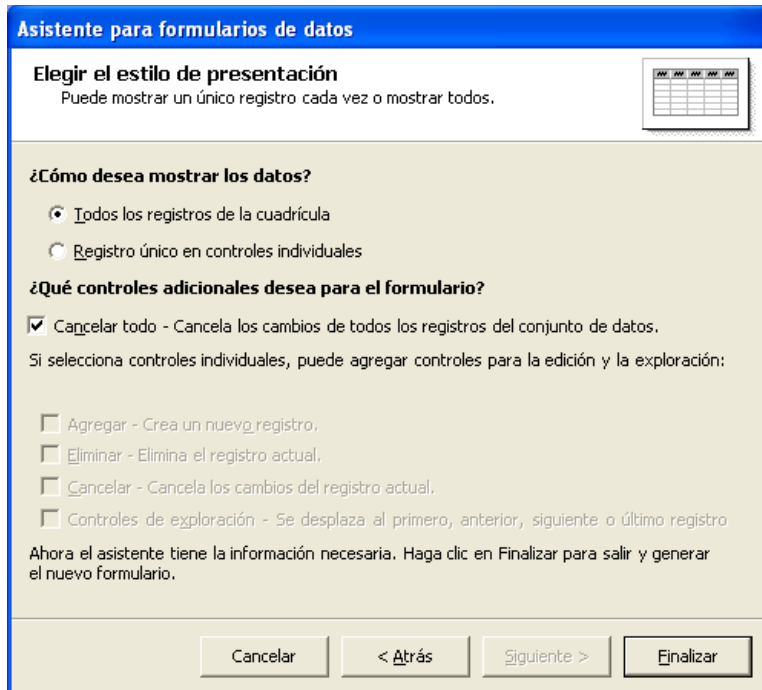 Asistente para formularios de datos
Elegir el estilo de presentación
Puede mostrar un único registro cada vez o mostrar todos.
¿Cómo desea mostrar los datos?
Todos los registros de la cuadrícula
Registro único en controles individuales
¿Qué controles adicionales desea para el formulario?
Cancelar todo - Cancela los cambios de todos los registros del conjunto de datos.
Si selecciona controles individuales, puede agregar controles para la edición y la exploración:
Agregar - Crea un nuevo registro.
Eliminar - Elimina el registro actual.
Cancelar - Cancela los cambios del registro actual.
Controles de exploración - Se desplaza al primero, anterior, siguiente o último registro
Ahora el asistente tiene la información necesaria. Haga clic en Finalizar para salir y generar
el nuevo formulario.
Cancelar < Atrás Siguiente > Finalizar